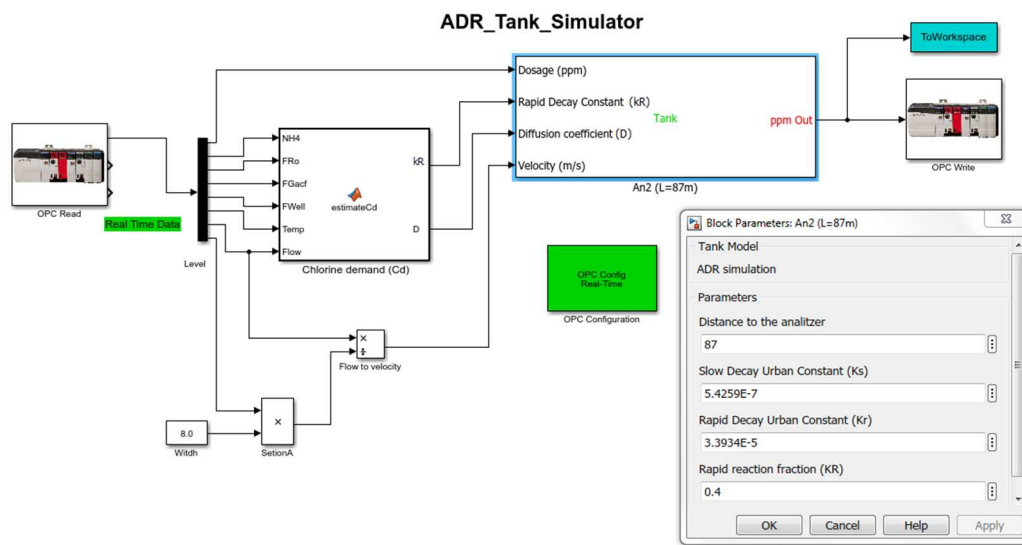 ADR_Tank_Simulator
ToWorkspace
Dosage (ppm)
Rapid Decay Constant (kR)
Tank
ppm Out
Diffusion coefficient (D)
Velocity (m/s)
An2 (L=87m)
OPC Write
OPC Read
Real Time Data
Level
NH4
FRo
FGacf
FWell
Temp
Flow
kR
estimateCd
D
Chlorine demand (Cd)
OPC Config
Real-Time
OPC Configuration
×
÷
Flow to velocity
8.0
Witdh
×
SetionA
Block Parameters: An2 (L=87m)
Tank Model
ADR simulation
Parameters
Distance to the analitzer
87
Slow Decay Urban Constant (Ks)
5.4259E-7
Rapid Decay Urban Constant (Kr)
3.3934E-5
Rapid reaction fraction (KR)
0.4
OK
Cancel
Help
Apply